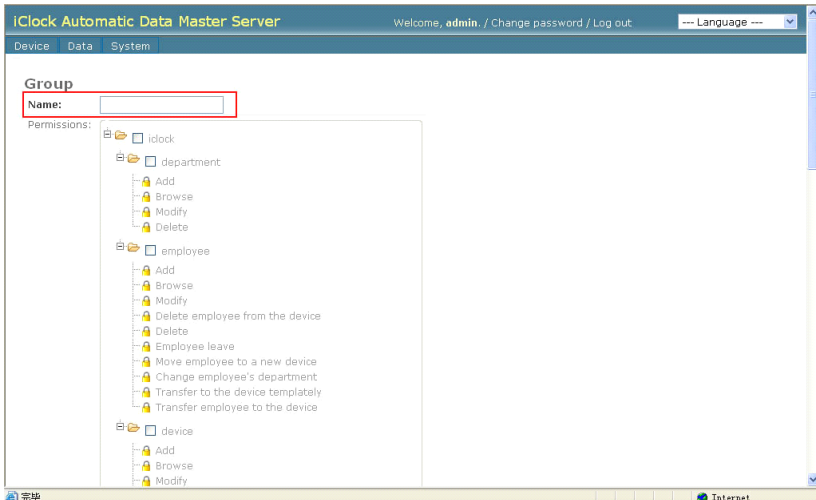 iClock Automatic Data Master Server
Welcome, admin. / Change password / Log out
--- Language ---
Device Data System
Group
Name:
Permissions:
iclock
department
Add
Browse
Modify
Delete
employee
Add
Browse
Modify
Delete employee from the device
Delete
Employee leave
Move employee to a new device
Change employee's department
Transfer to the device templately
Transfer employee to the device
device
Add
Browse
Modify
完毕
Internet